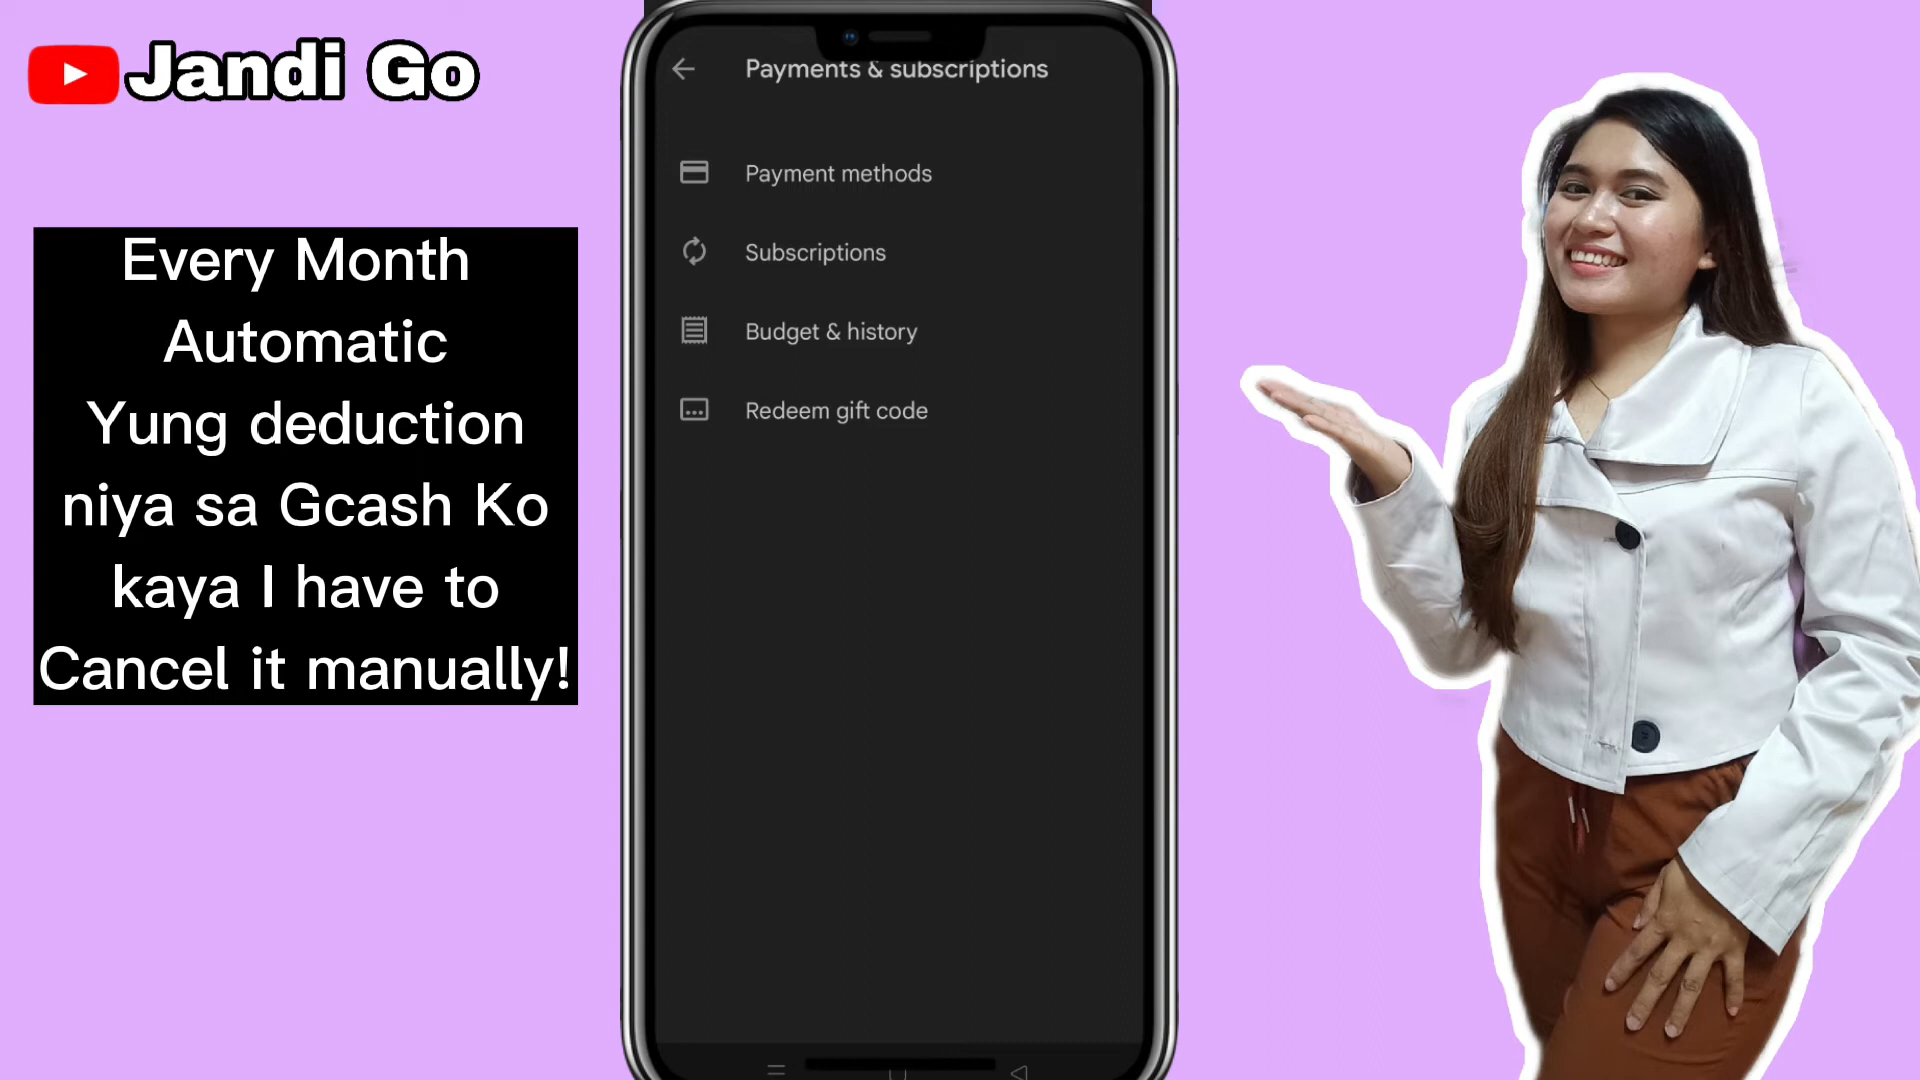 Jandi Go
Payments & subscriptions
Payment methods
Subscriptions
Budget & history
Redeem gift code
Every Month
Automatic
Yung deduction
niya sa Gcash Ko
kaya I have to
Cancel it manually!